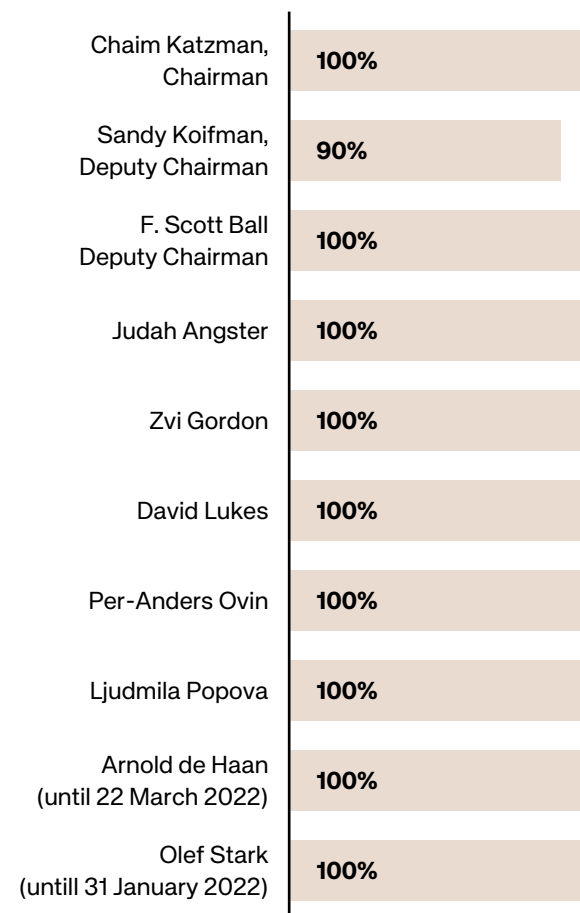 Chaim Katzman,
Chairman
100%
Sandy Koifman,
Deputy Chairman
90%
F. Scott Ball
Deputy Chairman
100%
Judah Angster
100%
Zvi Gordon
100%
David Lukes
100%
Per-Anders Ovin
100%
Ljudmila Popova
100%
Arnold de Haan
(until 22 March 2022)
100%
Olef Stark
(untill 31 January 2022)
100%